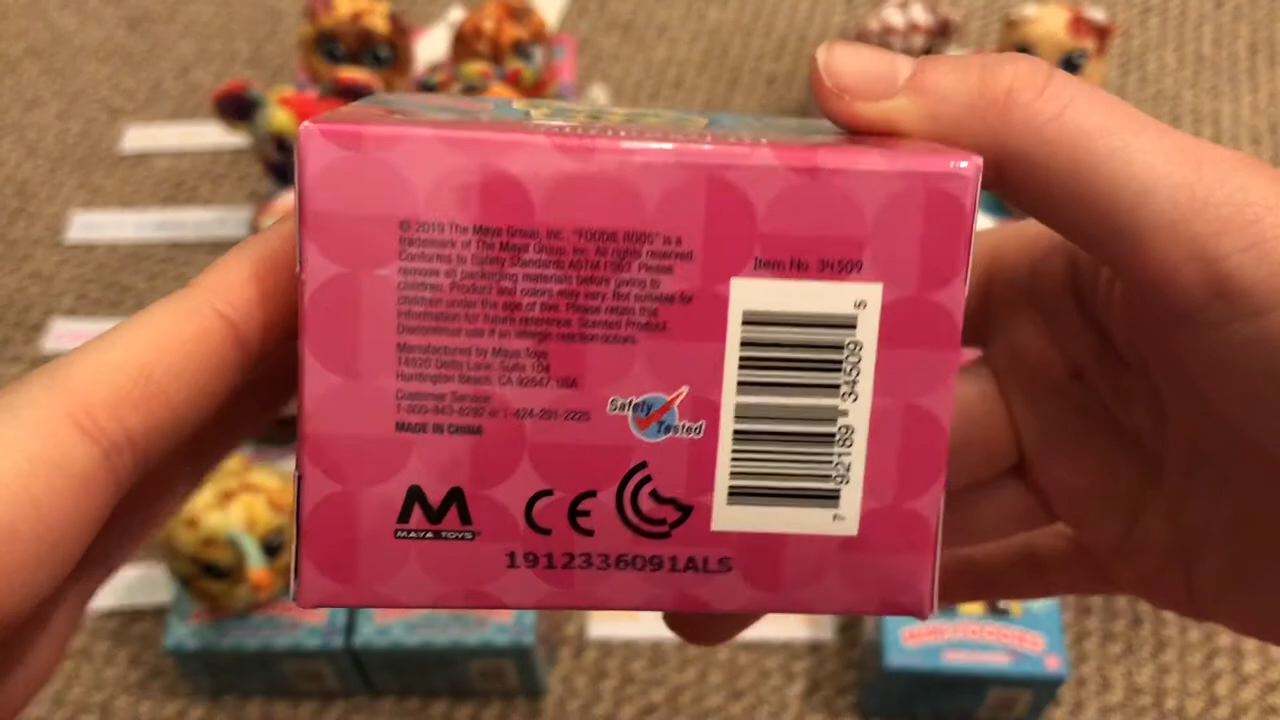 © 2019 The Maya Group, Inc. "FOODIE ROOS" is a
trademark of The Maya Group, Inc. All rights reserved.
Conforms to Safety Standards ASTM F963. Please
remove all packaging materials before giving to
children. Product and colors may vary. Not suitable for
children under the age of five. Please retain this
information for future reference. Scented Product.
Discontinue use if an allergic reaction occurs.
Manufactured by Maya Toys
Huntington Beach, CA 92647 USA
Customer Service:
MADE IN CHINA
Item No. 34509
7 92189 34509 5
Safety
Tested
M
MAYA TOYS
CE
1912336091ALS